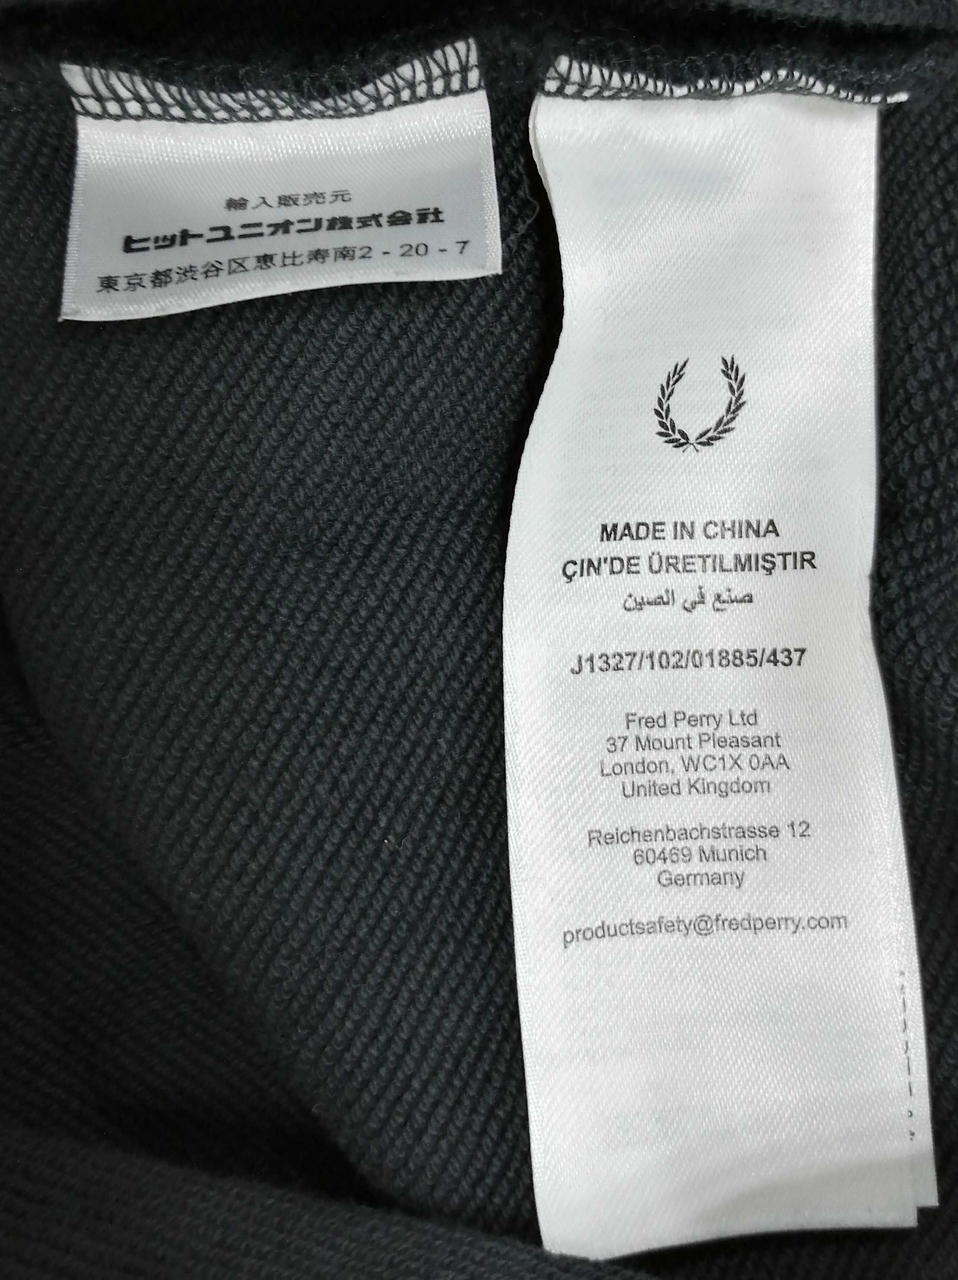 輸入販売元
ヒットユニオン株式会社
東京都渋谷区恵比寿南2-20-7
MADE IN CHINA
ÇIN'DE ÜRETILMIŞTIR
صنع في الصين
J1327/102/01885/437
Fred Perry Ltd
37 Mount Pleasant
London, WC1X 0AA
United Kingdom
Reichenbachstrasse 12
60469 Munich
Germany
productsafety@fredperry.com